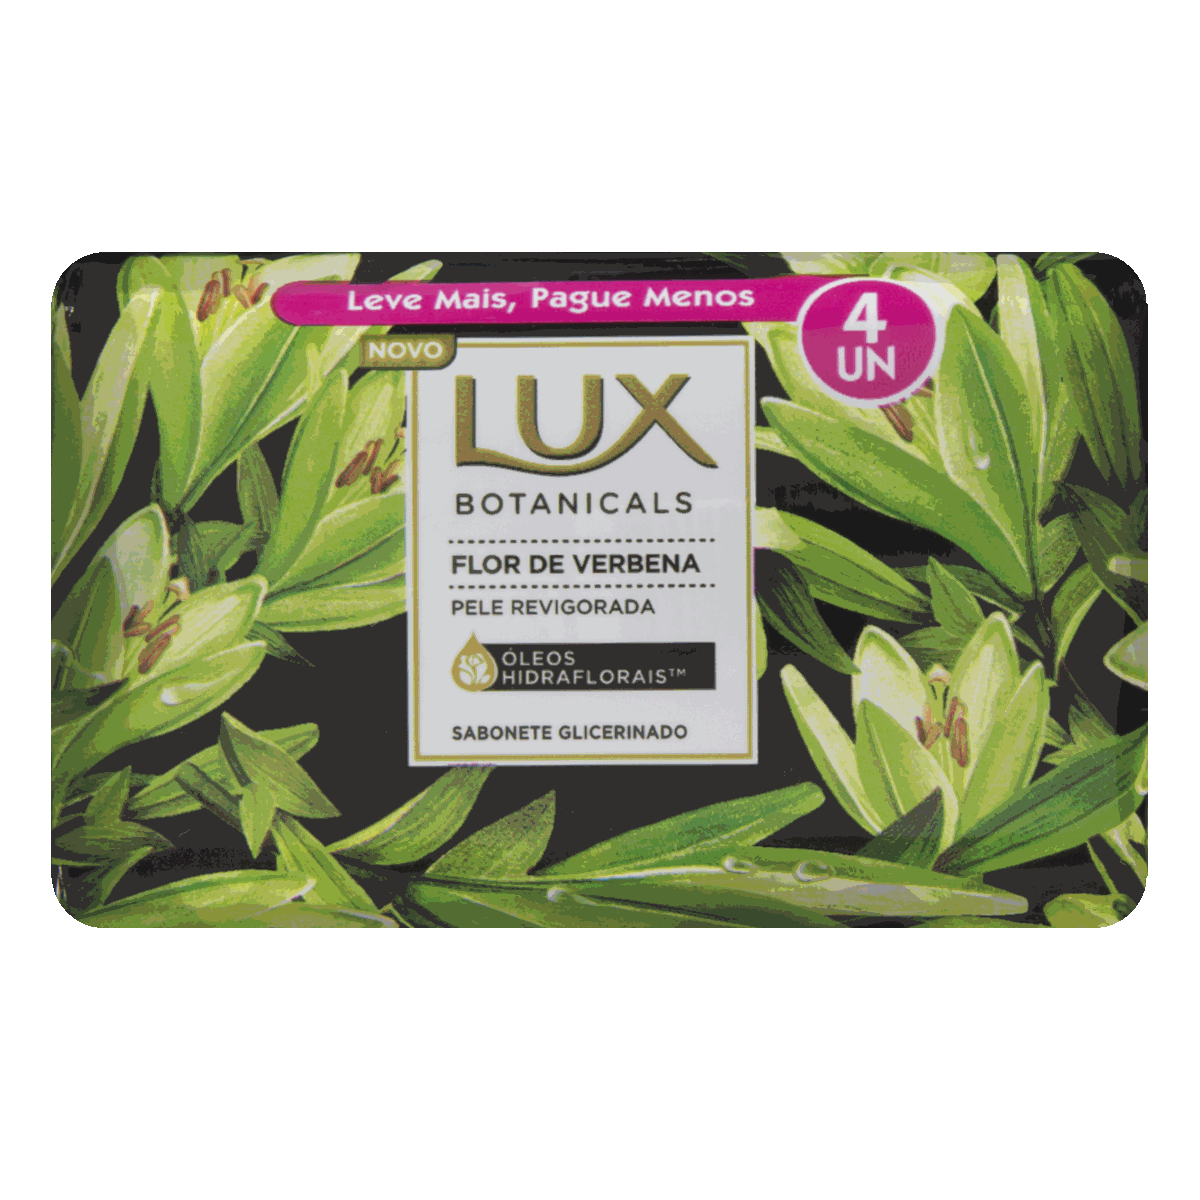 Leve Mais, Pague Menos
4
UN
NOVO
LUX
BOTANICALS
FLOR DE VERBENA
PELE REVIGORADA
ÓLEOS
HIDRAFLORAIS™
SABONETE GLICERINADO